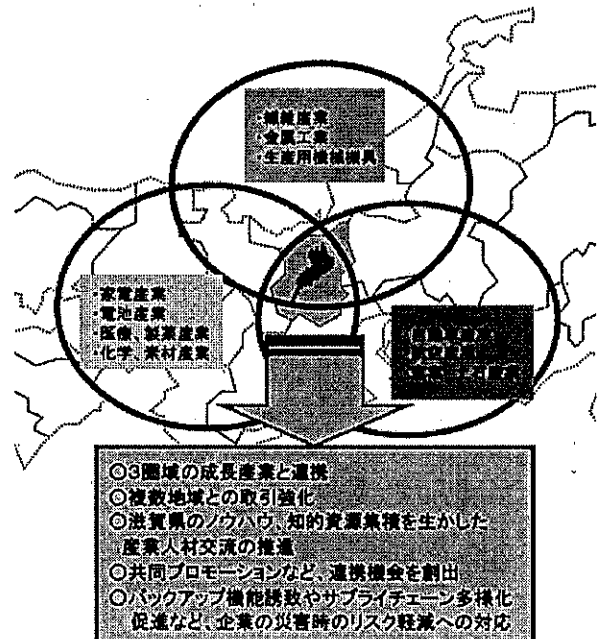 ・繊維産業
・金属工業
・生産用機械器具
・家電産業
・電池産業
・医療、製薬産業
・化学、素材産業
○3圏域の成長産業と連携
○複数地域との取引強化
○滋賀県のノウハウ、知的資源集積を生かした
産業人材交流の推進
○共同プロモーションなど、連携機会を創出
○バックアップ機能誘致やサプライチェーン多様化
促進など、企業の災害時のリスク軽減への対応